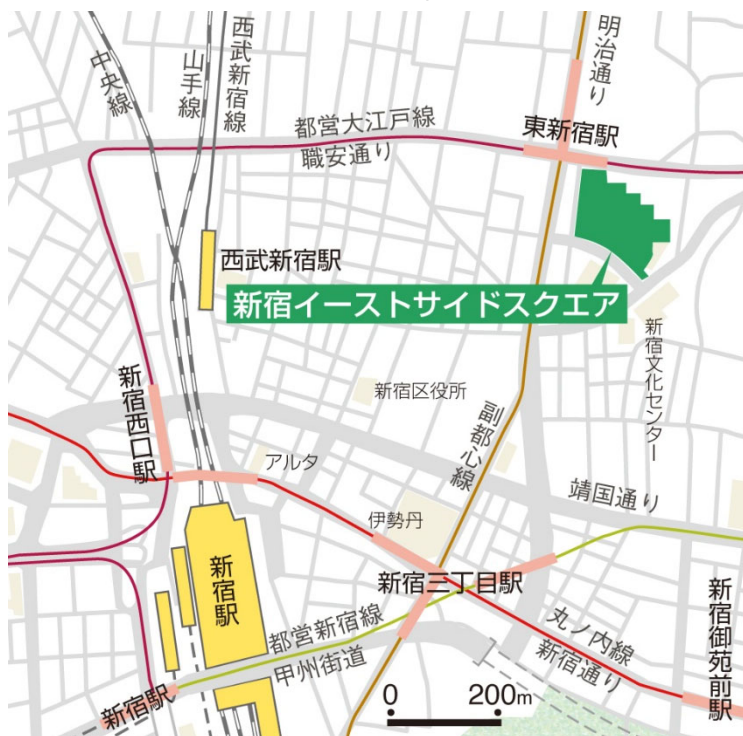 中央線
山手線
西武新宿線
明治通り
都営大江戸線
職安通り
東新宿駅
西武新宿駅
新宿イーストサイドスクエア
新宿文化センター
新宿西口駅
新宿区役所
副都心線
アルタ
靖国通り
伊勢丹
新宿三丁目駅
新宿駅
都営新宿線
甲州街道
丸ノ内線
新宿通り
新宿御苑前駅
新宿駅
0 200m